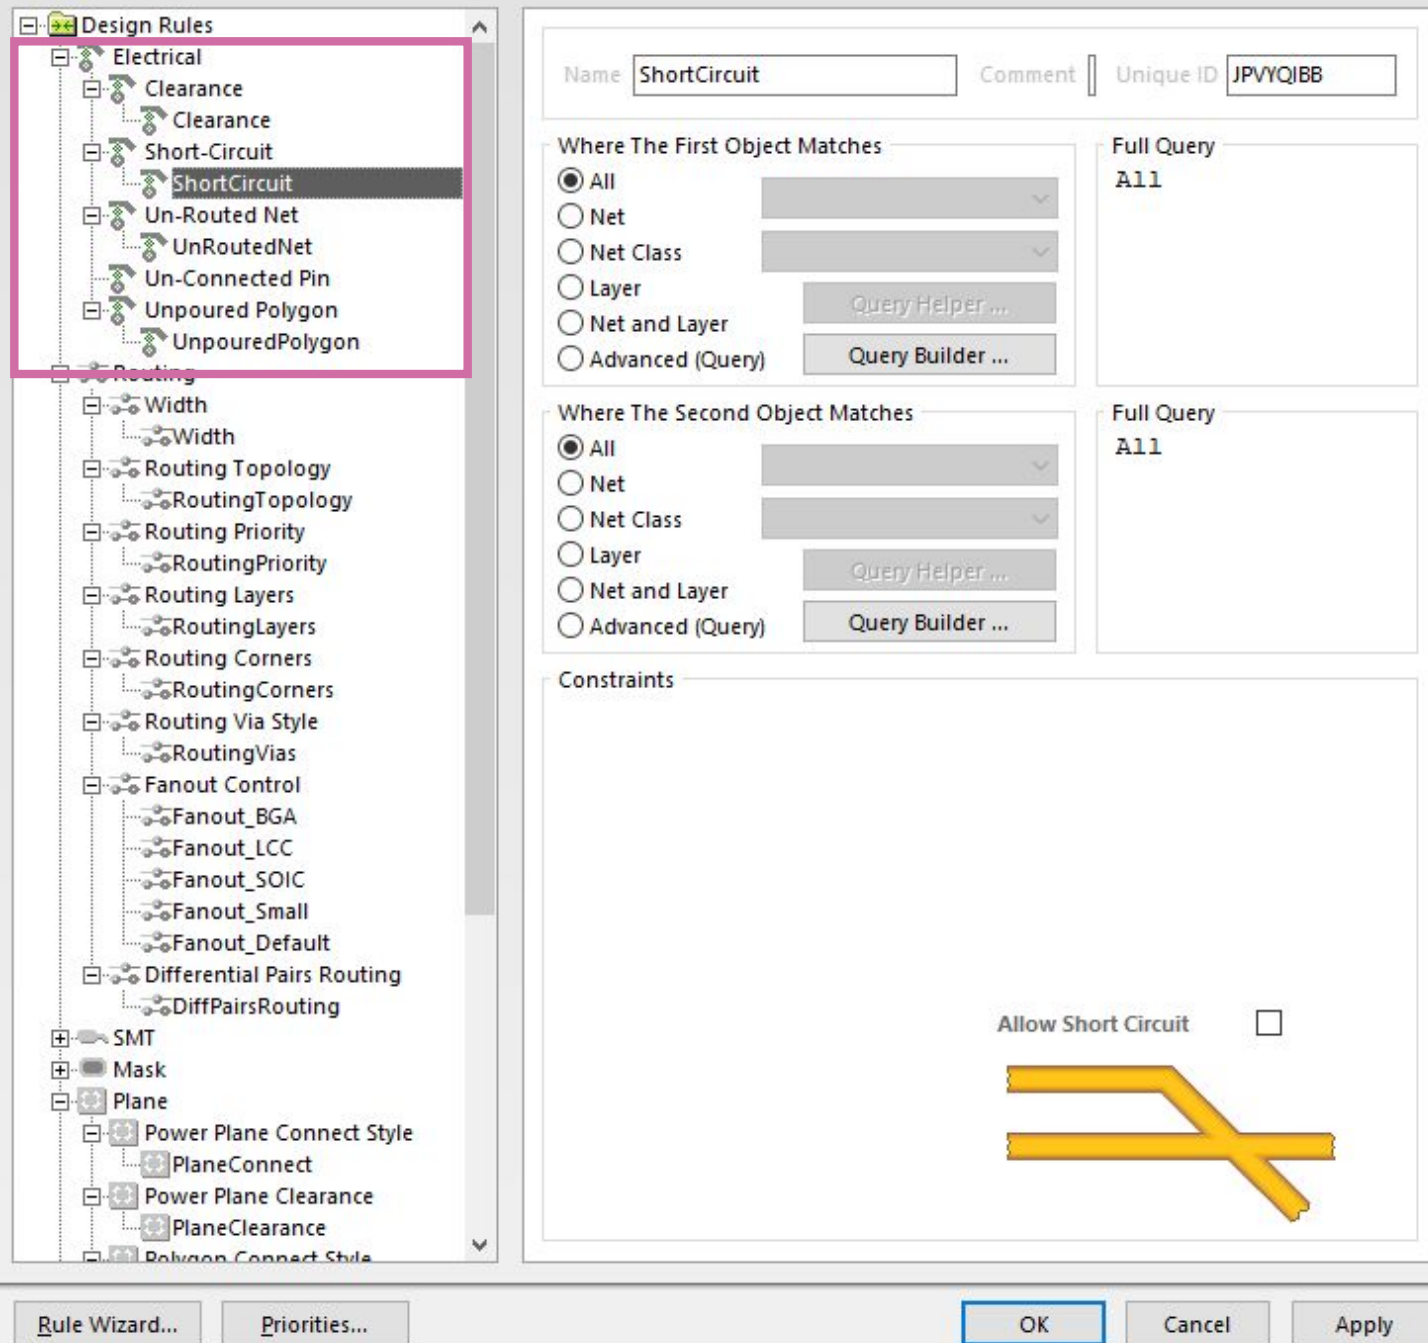 Design Rules
Electrical
Clearance
Clearance
Short-Circuit
ShortCircuit
Un-Routed Net
UnRoutedNet
Un-Connected Pin
Unpoured Polygon
UnpouredPolygon
Routing
Width
Width
Routing Topology
RoutingTopology
Routing Priority
RoutingPriority
Routing Layers
RoutingLayers
Routing Corners
RoutingCorners
Routing Via Style
RoutingVias
Fanout Control
Fanout_BGA
Fanout_LCC
Fanout_SOIC
Fanout_Small
Fanout_Default
Differential Pairs Routing
DiffPairsRouting
SMT
Mask
Plane
Power Plane Connect Style
PlaneConnect
Power Plane Clearance
PlaneClearance
Polygon Connect Style
Name ShortCircuit Comment Unique ID JPVYQIBB
Where The First Object Matches
All
Net
Net Class
Layer
Net and Layer
Advanced (Query)
Query Helper ...
Query Builder ...
Full Query
All
Where The Second Object Matches
All
Net
Net Class
Layer
Net and Layer
Advanced (Query)
Query Helper ...
Query Builder ...
Full Query
All
Constraints
Allow Short Circuit
Rule Wizard... Priorities... OK Cancel Apply